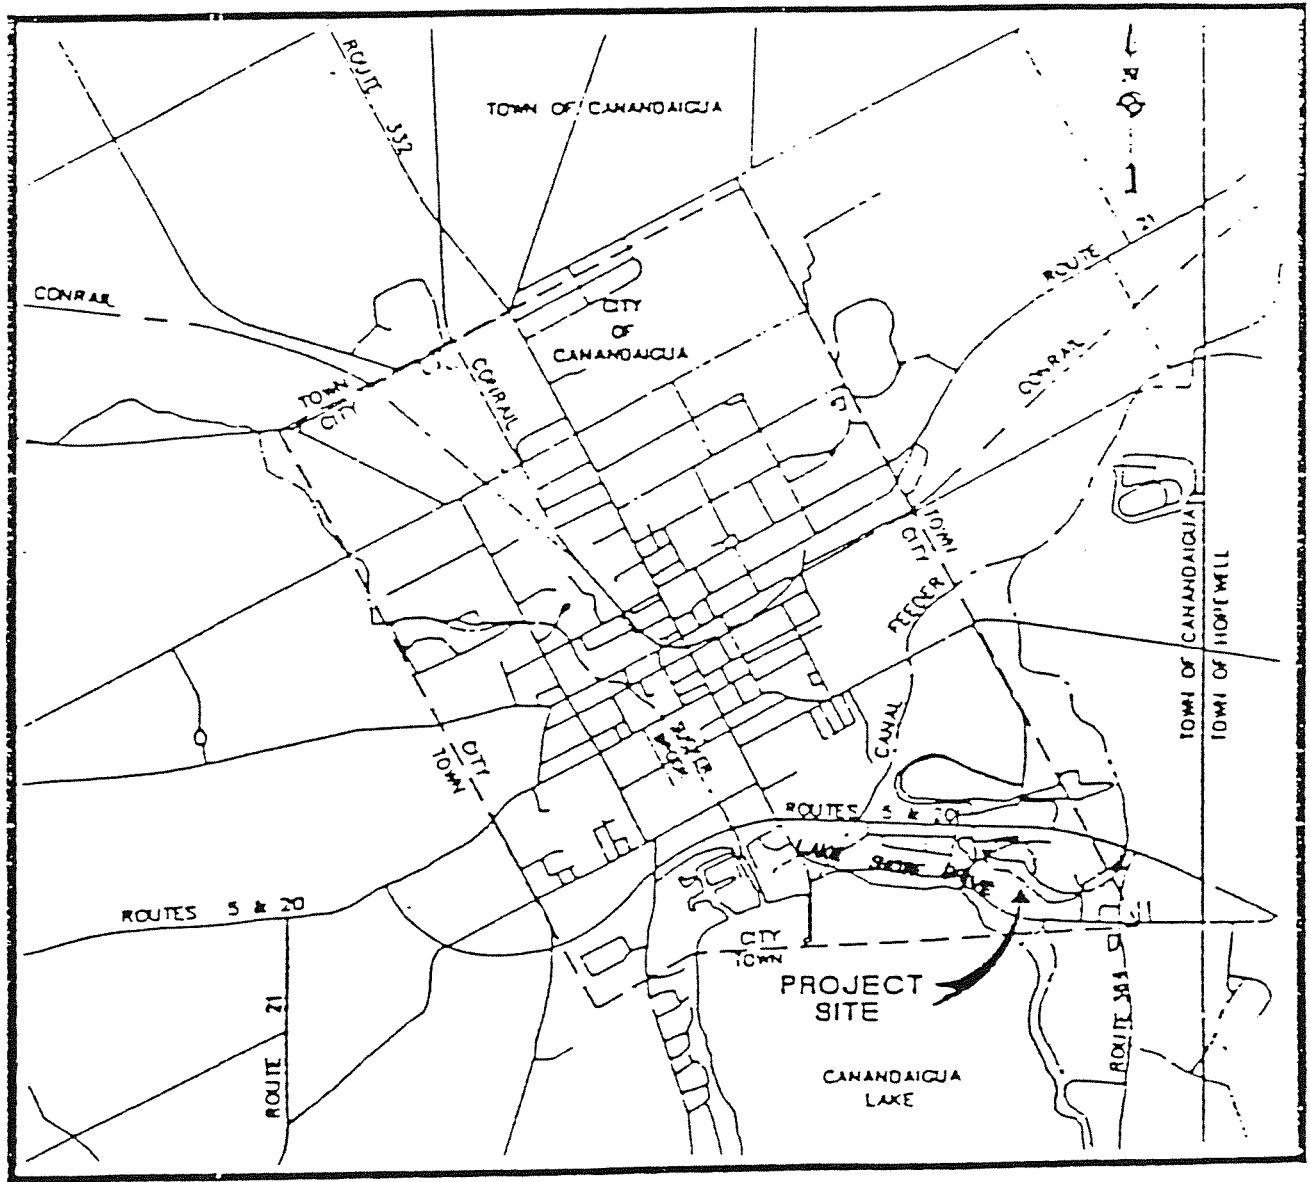 ROUTE 332
TOWN OF CANANDAIGUA
N
ROUTE 21
CONRAIL
CITY
OF
CANANDAIGUA
CONRAIL
CONRAIL
TOWN
CITY
TOWN
CITY
FEEDER
CANAL
TOWN OF CANANDAIGUA
TOWN OF HOPEWELL
CITY
TOWN
ROUTES 5 & 20
LAKE SHORE DRIVE
ROUTES 5 & 20
CITY
TOWN
PROJECT
SITE
ROUTE 21
ROUTE 364
CANANDAIGUA
LAKE